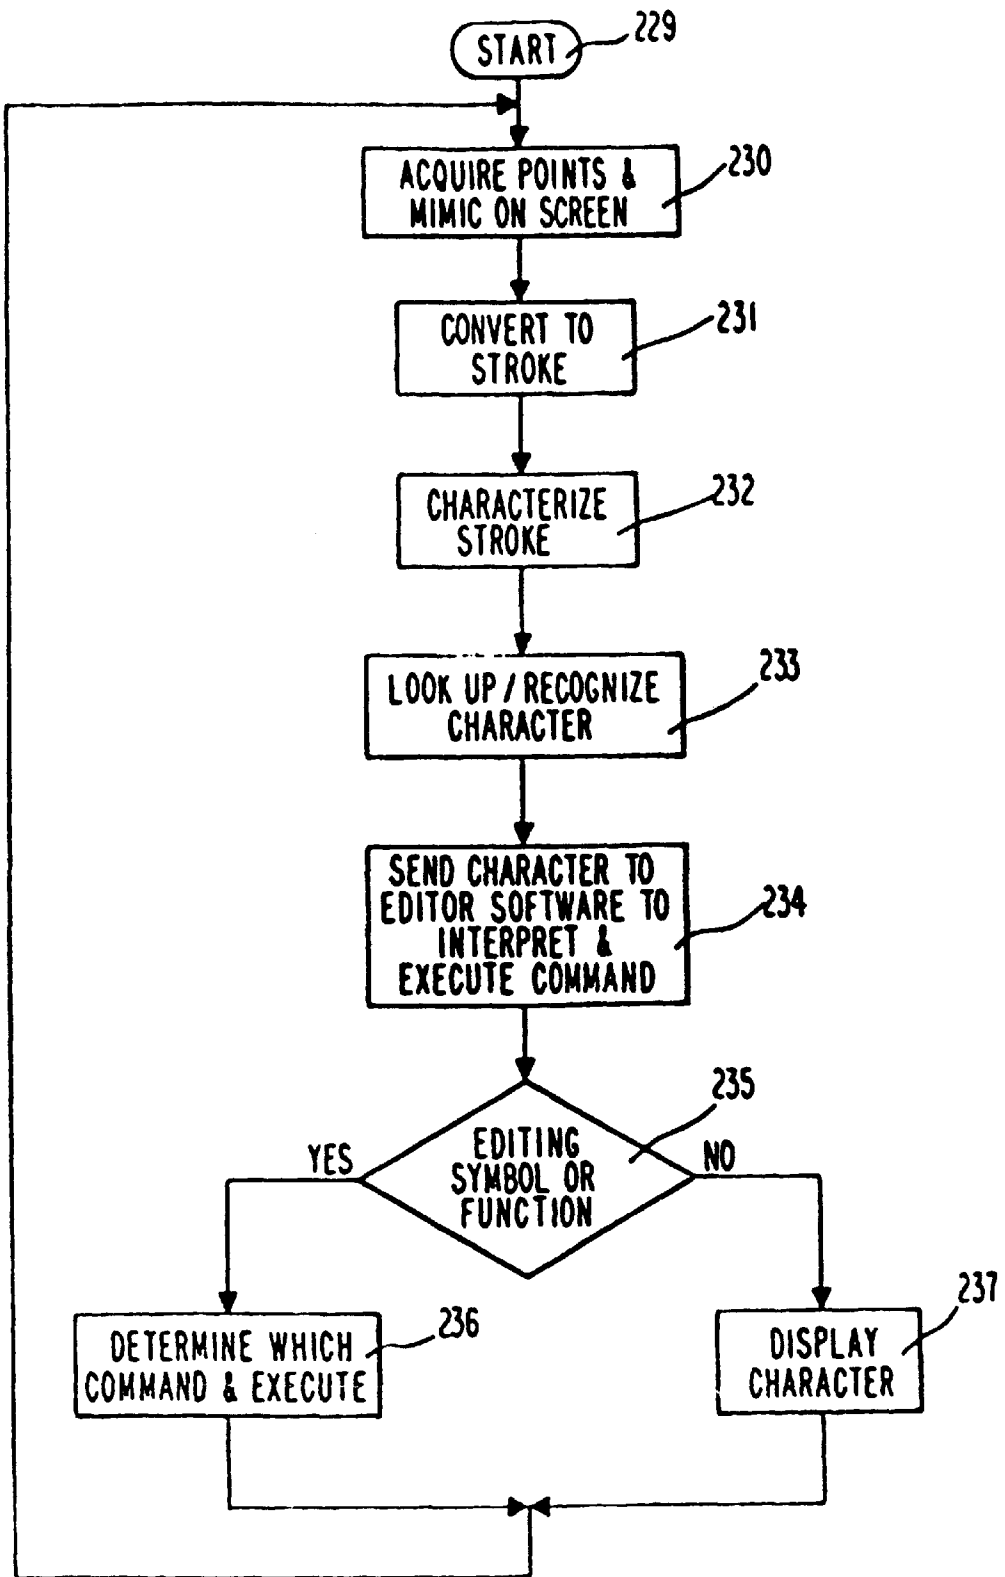 START
229
ACQUIRE POINTS &
MIMIC ON SCREEN
230
CONVERT TO
STROKE
231
CHARACTERIZE
STROKE
232
LOOK UP / RECOGNIZE
CHARACTER
233
SEND CHARACTER TO
EDITOR SOFTWARE TO
INTERPRET &
EXECUTE COMMAND
234
EDITING
SYMBOL OR
FUNCTION
235
YES
NO
DETERMINE WHICH
COMMAND & EXECUTE
236
DISPLAY
CHARACTER
237